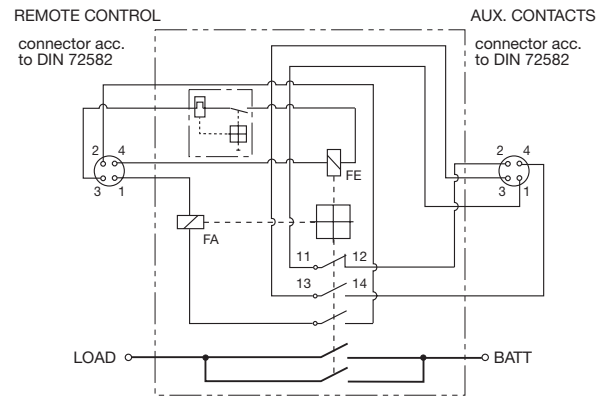 REMOTE CONTROL
AUX. CONTACTS
connector acc.
to DIN 72582
connector acc.
to DIN 72582
2 4
3 1
2 4
3 1
FE
FA
11 12
13 14
LOAD
BATT